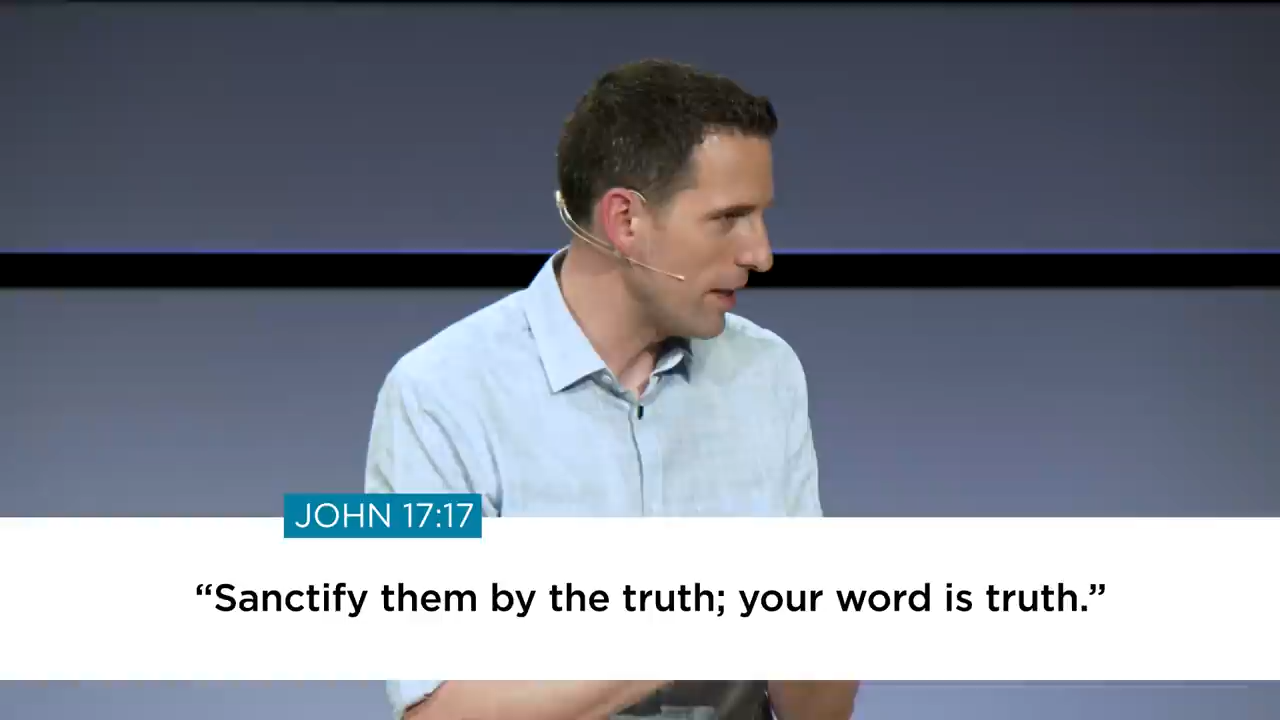 JOHN 17:17
“Sanctify them by the truth; your word is truth.”